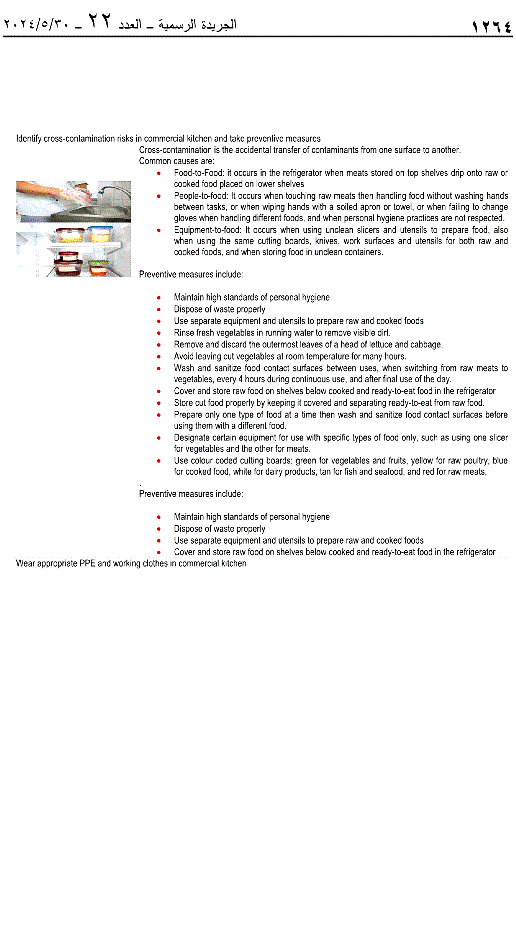 ١٢٦٤
الجريدة الرسمية – العدد ٢٢ – ٢٠٢٤/٥/٣٠
Identify cross-contamination risks in commercial kitchen and take preventive measures
Cross-contamination is the accidental transfer of contaminants from one surface to another.
Common causes are:
• Food-to-Food: it occurs in the refrigerator when meats stored on top shelves drip onto raw or
cooked food placed on lower shelves
• People-to-food: It occurs when touching raw meats then handling food without washing hands
between tasks, or when wiping hands with a soiled apron or towel, or when failing to change
gloves when handling different foods, and when personal hygiene practices are not respected.
• Equipment-to-food: It occurs when using unclean slicers and utensils to prepare food, also
when using the same cutting boards, knives, work surfaces and utensils for both raw and
cooked foods, and when storing food in unclean containers.
Preventive measures include:
• Maintain high standards of personal hygiene
• Dispose of waste properly
• Use separate equipment and utensils to prepare raw and cooked foods
• Rinse fresh vegetables in running water to remove visible dirt.
• Remove and discard the outermost leaves of a head of lettuce and cabbage.
• Avoid leaving cut vegetables at room temperature for many hours.
• Wash and sanitize food contact surfaces between uses, when switching from raw meats to
vegetables, every 4 hours during continuous use, and after final use of the day.
• Cover and store raw food on shelves below cooked and ready-to-eat food in the refrigerator
• Store cut food properly by keeping it covered and separating ready-to-eat from raw food.
• Prepare only one type of food at a time then wash and sanitize food contact surfaces before
using them with a different food.
• Designate certain equipment for use with specific types of food only, such as using one slicer
for vegetables and the other for meats.
• Use colour coded cutting boards: green for vegetables and fruits, yellow for raw poultry, blue
for cooked food, white for dairy products, tan for fish and seafood, and red for raw meats.
.
Preventive measures include:
• Maintain high standards of personal hygiene
• Dispose of waste properly
• Use separate equipment and utensils to prepare raw and cooked foods
• Cover and store raw food on shelves below cooked and ready-to-eat food in the refrigerator
Wear appropriate PPE and working clothes in commercial kitchen